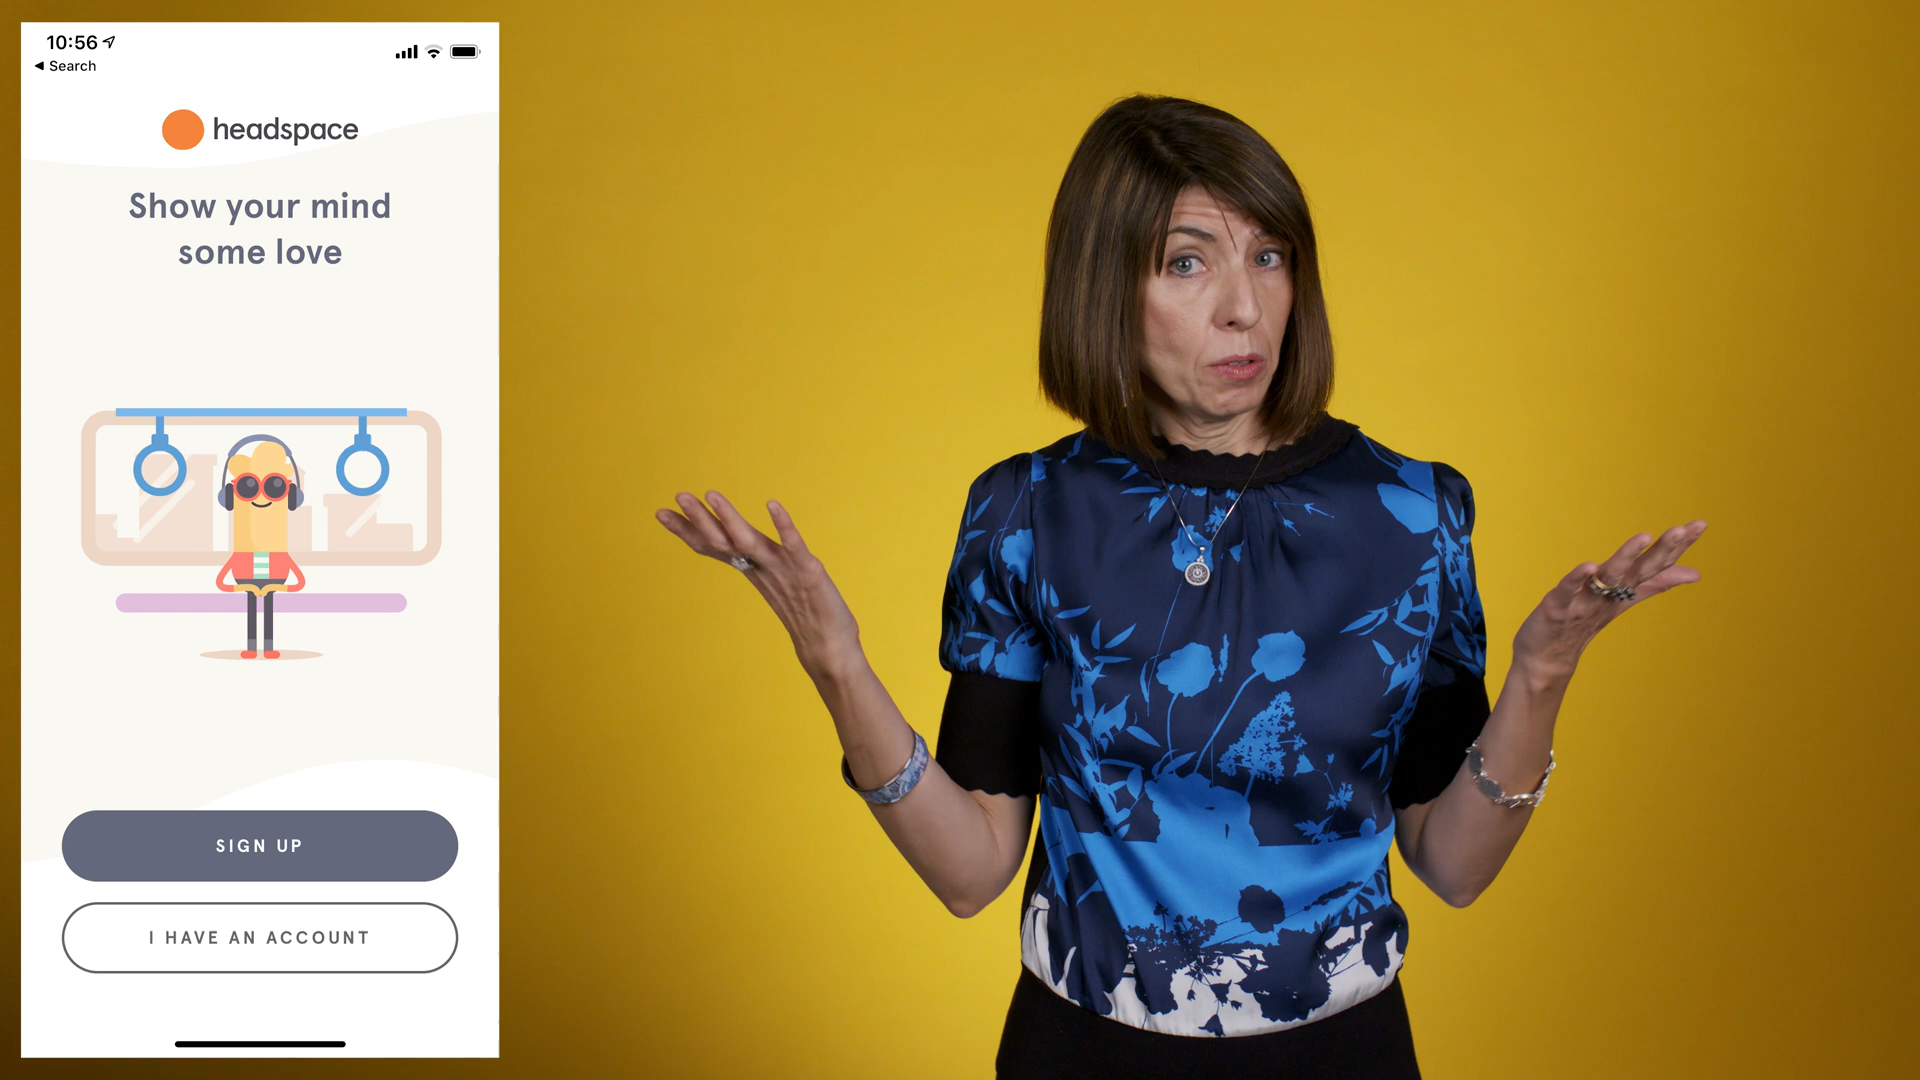 10:56
Search
headspace
Show your mind
some love
SIGN UP
I HAVE AN ACCOUNT